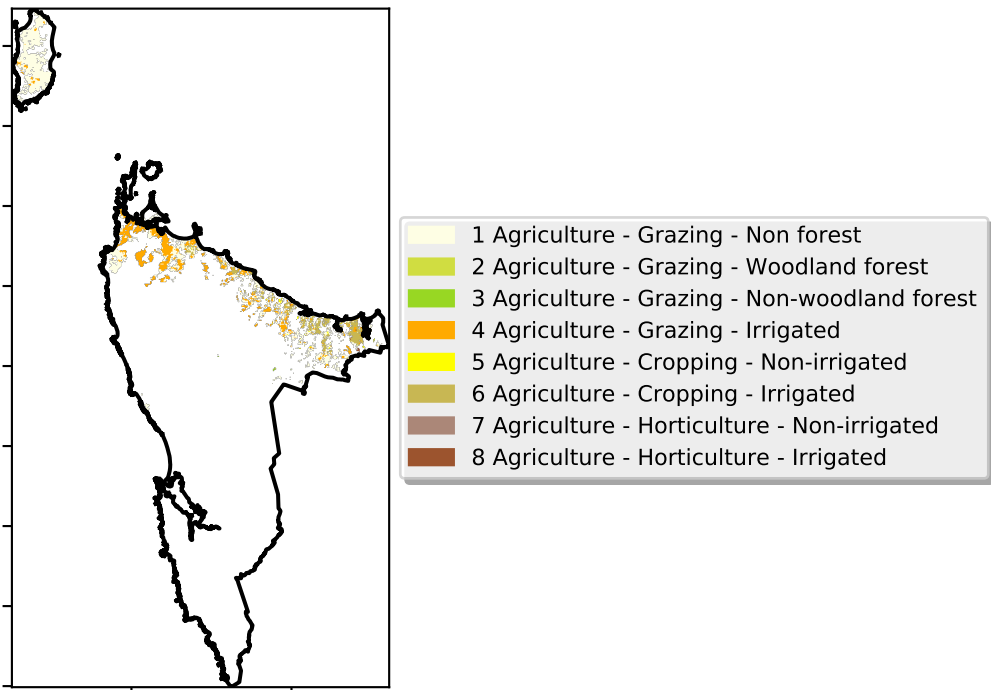 1 Agriculture - Grazing - Non forest
2 Agriculture - Grazing - Woodland forest
3 Agriculture - Grazing - Non-woodland forest
4 Agriculture - Grazing - Irrigated
5 Agriculture - Cropping - Non-irrigated
6 Agriculture - Cropping - Irrigated
7 Agriculture - Horticulture - Non-irrigated
8 Agriculture - Horticulture - Irrigated